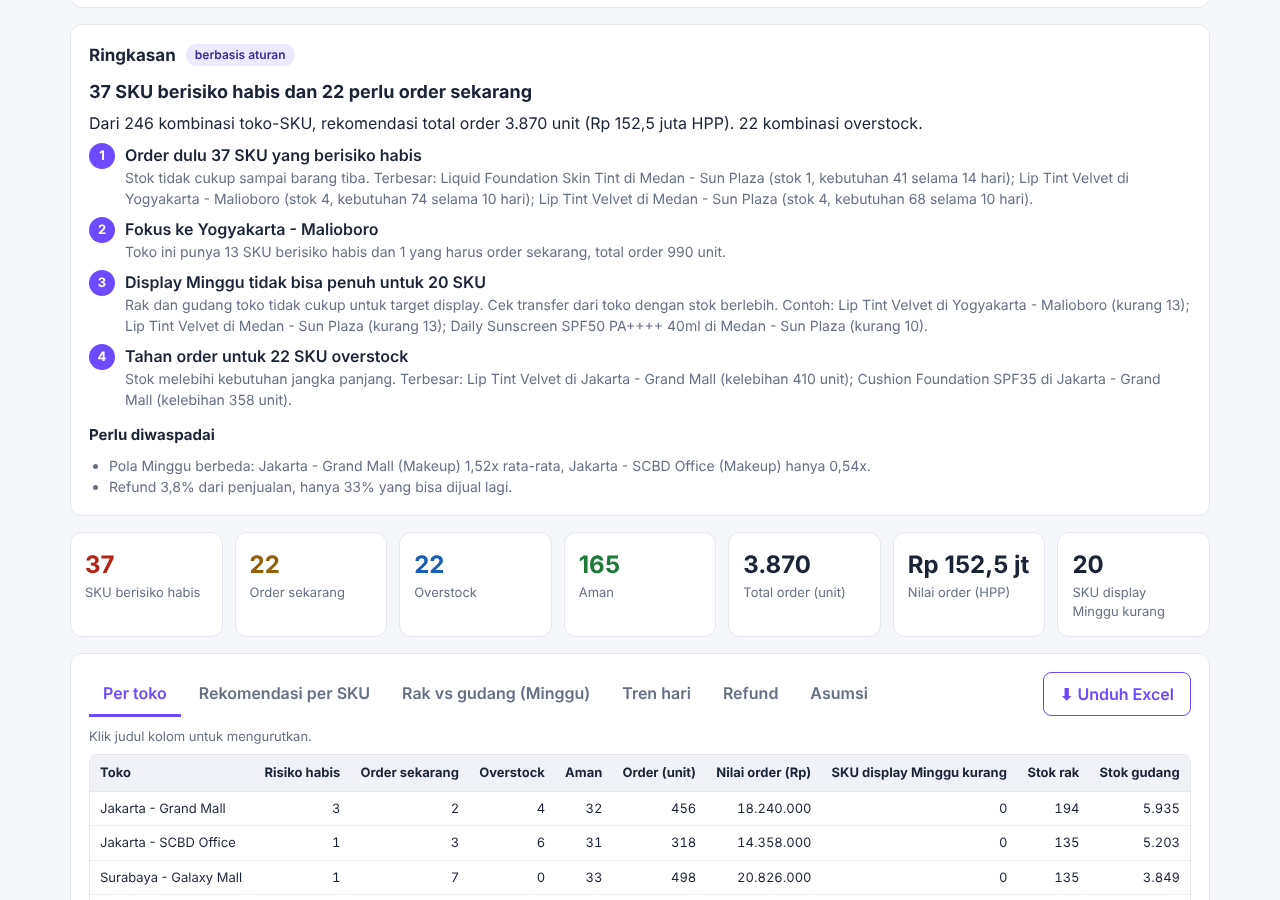 Ringkasan berbasis aturan
37 SKU berisiko habis dan 22 perlu order sekarang
Dari 246 kombinasi toko-SKU, rekomendasi total order 3.870 unit (Rp 152,5 juta HPP). 22 kombinasi overstock.
1 Order dulu 37 SKU yang berisiko habis
Stok tidak cukup sampai barang tiba. Terbesar: Liquid Foundation Skin Tint di Medan - Sun Plaza (stok 1, kebutuhan 41 selama 14 hari); Lip Tint Velvet di
Yogyakarta - Malioboro (stok 4, kebutuhan 74 selama 10 hari); Lip Tint Velvet di Medan - Sun Plaza (stok 4, kebutuhan 68 selama 10 hari).
2 Fokus ke Yogyakarta - Malioboro
Toko ini punya 13 SKU berisiko habis dan 1 yang harus order sekarang, total order 990 unit.
3 Display Minggu tidak bisa penuh untuk 20 SKU
Rak dan gudang toko tidak cukup untuk target display. Cek transfer dari toko dengan stok berlebih. Contoh: Lip Tint Velvet di Yogyakarta - Malioboro (kurang 13);
Lip Tint Velvet di Medan - Sun Plaza (kurang 13); Daily Sunscreen SPF50 PA++++ 40ml di Medan - Sun Plaza (kurang 10).
4 Tahan order untuk 22 SKU overstock
Stok melebihi kebutuhan jangka panjang. Terbesar: Lip Tint Velvet di Jakarta - Grand Mall (kelebihan 410 unit); Cushion Foundation SPF35 di Jakarta - Grand
Mall (kelebihan 358 unit).
Perlu diwaspadai
• Pola Minggu berbeda: Jakarta - Grand Mall (Makeup) 1,52x rata-rata, Jakarta - SCBD Office (Makeup) hanya 0,54x.
• Refund 3,8% dari penjualan, hanya 33% yang bisa dijual lagi.
37 22 22 165 3.870 Rp 152,5 jt 20
SKU berisiko habis Order sekarang Overstock Aman Total order (unit) Nilai order (HPP) SKU display
Minggu kurang
Per toko Rekomendasi per SKU Rak vs gudang (Minggu) Tren hari Refund Asumsi ⬇ Unduh Excel
Klik judul kolom untuk mengurutkan.
Toko Risiko habis Order sekarang Overstock Aman Order (unit) Nilai order (Rp) SKU display Minggu kurang Stok rak Stok gudang
Jakarta - Grand Mall 3 2 4 32 456 18.240.000 0 194 5.935
Jakarta - SCBD Office 1 3 6 31 318 14.358.000 0 135 5.203
Surabaya - Galaxy Mall 1 7 0 33 498 20.826.000 0 135 3.849